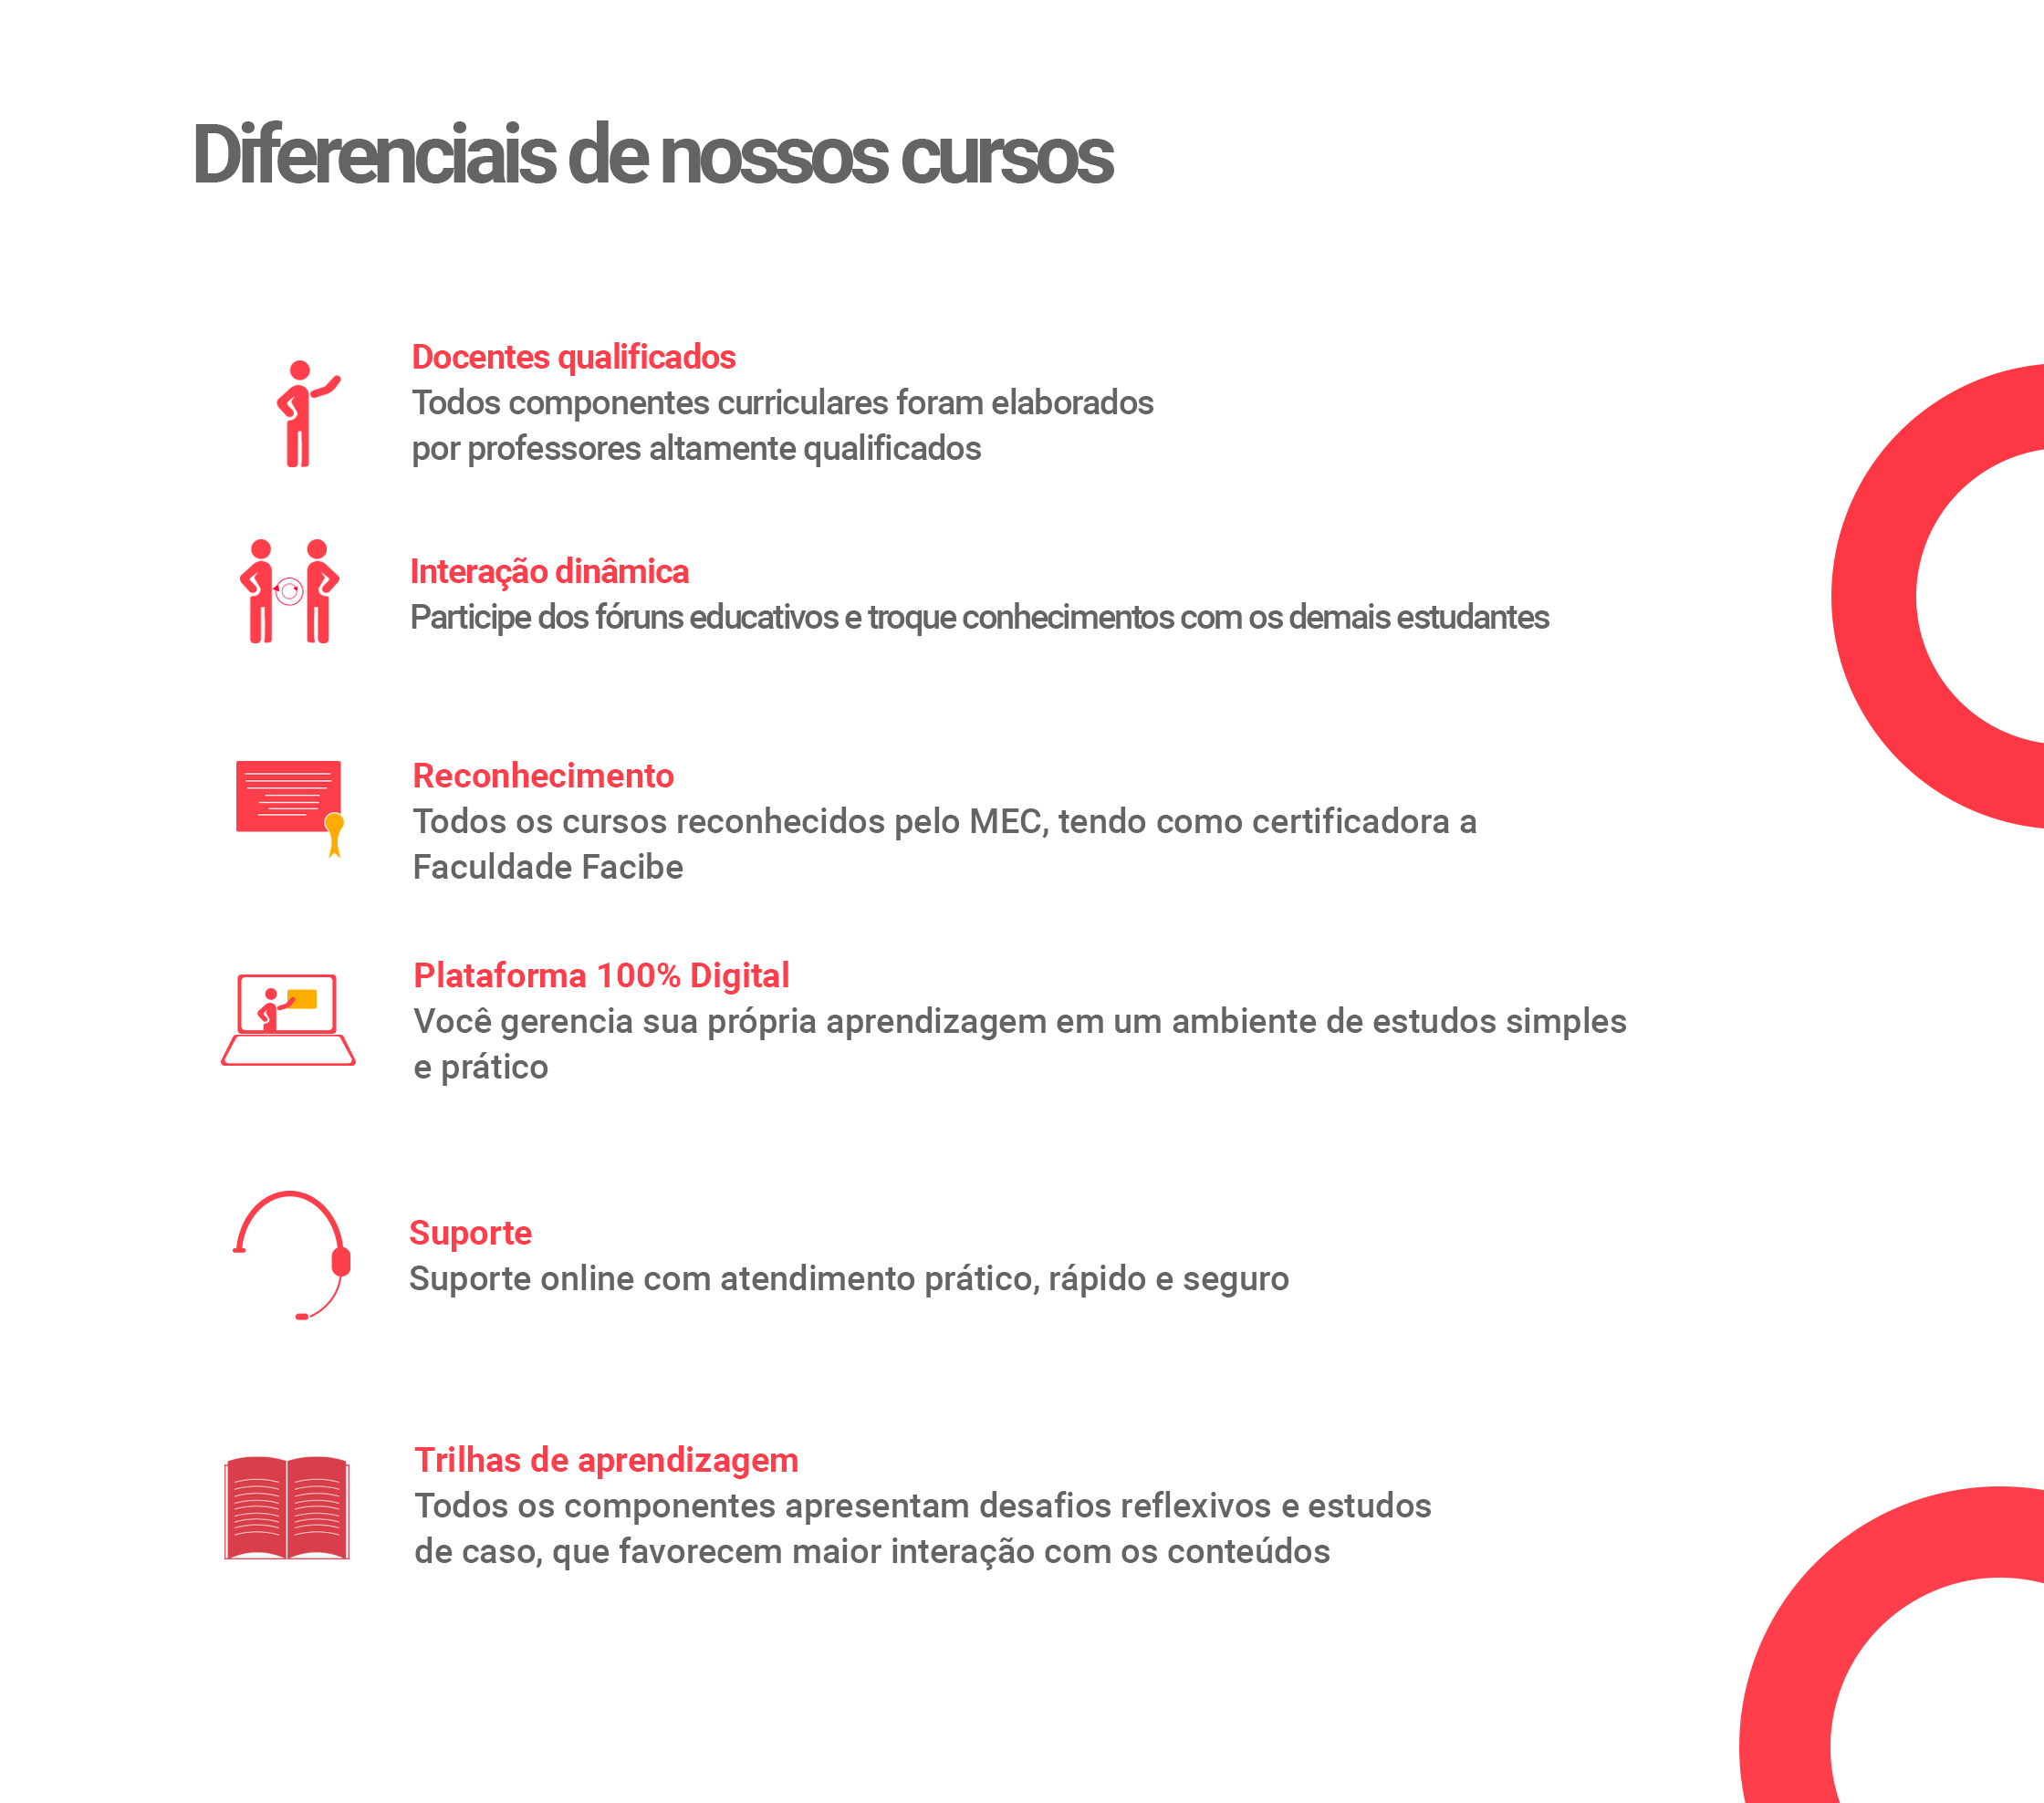 Diferenciais de nossos cursos
Docentes qualificados
Todos componentes curriculares foram elaborados
por professores altamente qualificados
Interação dinâmica
Participe dos fóruns educativos e troque conhecimentos com os demais estudantes
Reconhecimento
Todos os cursos reconhecidos pelo MEC, tendo como certificadora a
Faculdade Facibe
Plataforma 100% Digital
Você gerencia sua própria aprendizagem em um ambiente de estudos simples
e prático
Suporte
Suporte online com atendimento prático, rápido e seguro
Trilhas de aprendizagem
Todos os componentes apresentam desafios reflexivos e estudos
de caso, que favorecem maior interação com os conteúdos